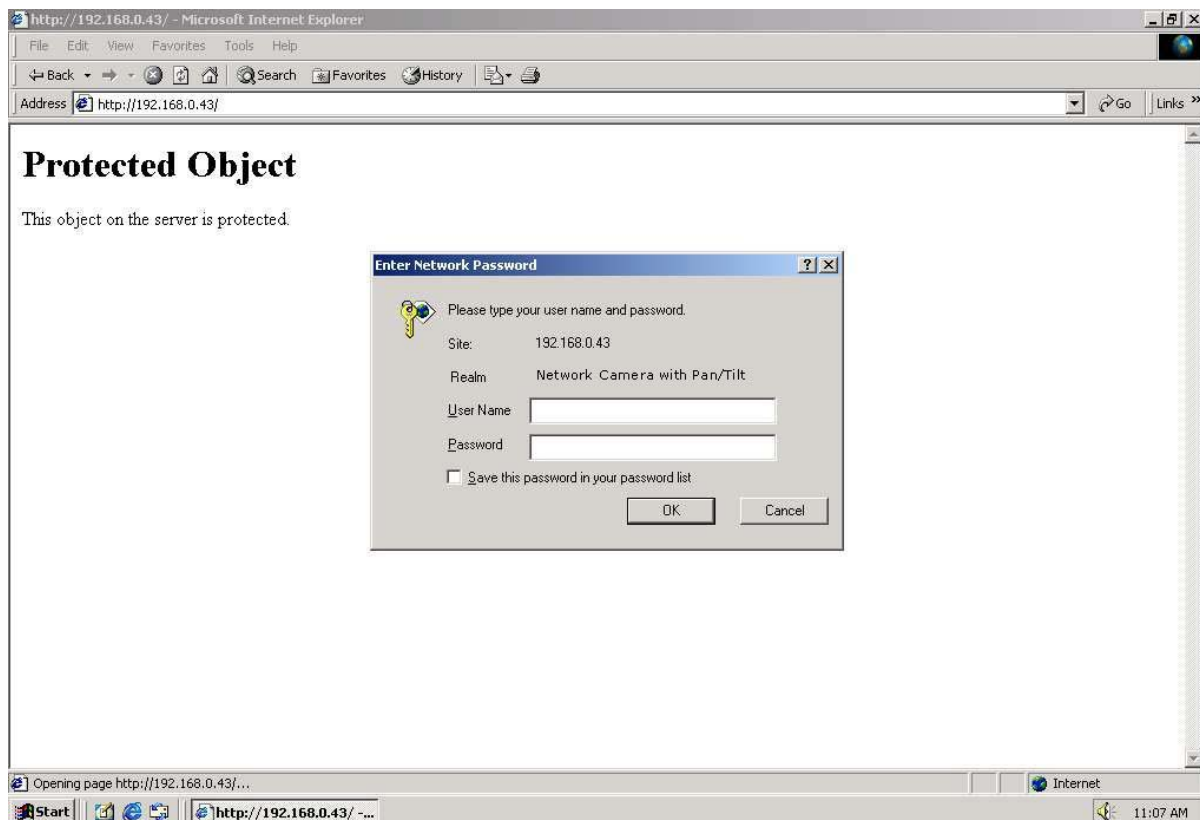 http://192.168.0.43/ - Microsoft Internet Explorer
File Edit View Favorites Tools Help
Back Search Favorites History
Address http://192.168.0.43/ Go Links »
Protected Object
This object on the server is protected.
Enter Network Password
Please type your user name and password.
Site: 192.168.0.43
Realm Network Camera with Pan/Tilt
User Name
Password
Save this password in your password list
OK Cancel
Opening page http://192.168.0.43/... Internet
Start http://192.168.0.43/ -... 11:07 AM